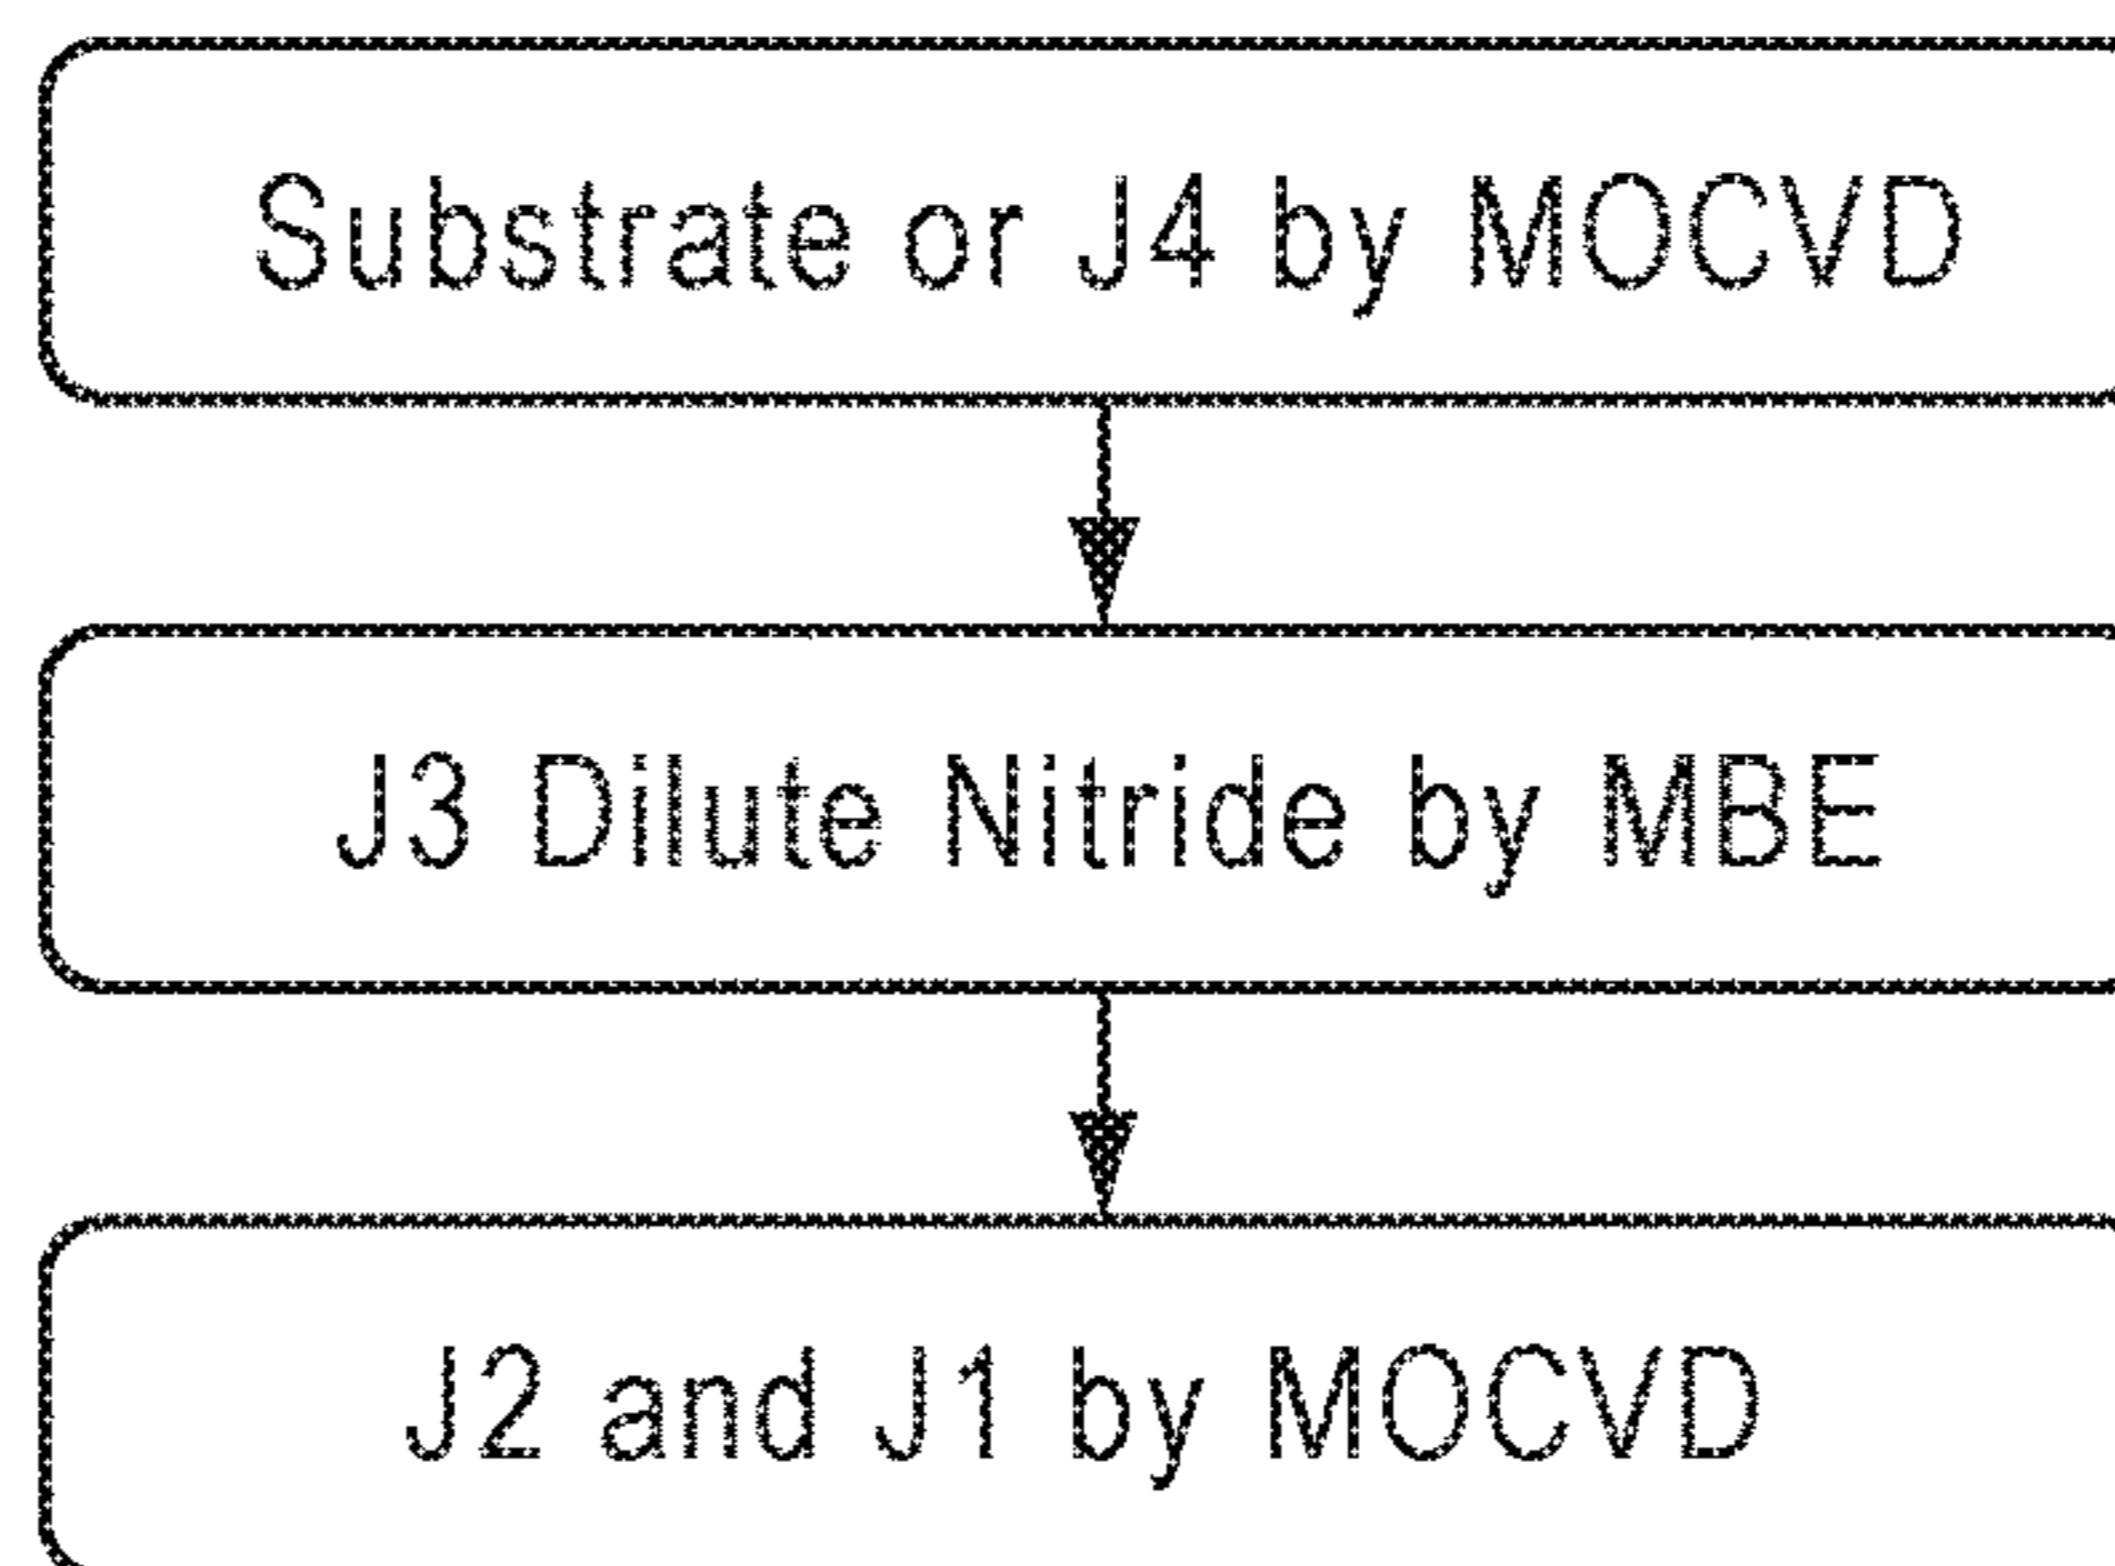 Substrate or J4 by MOCVD
J3 Dilute Nitride by MBE
J2 and J1 by MOCVD